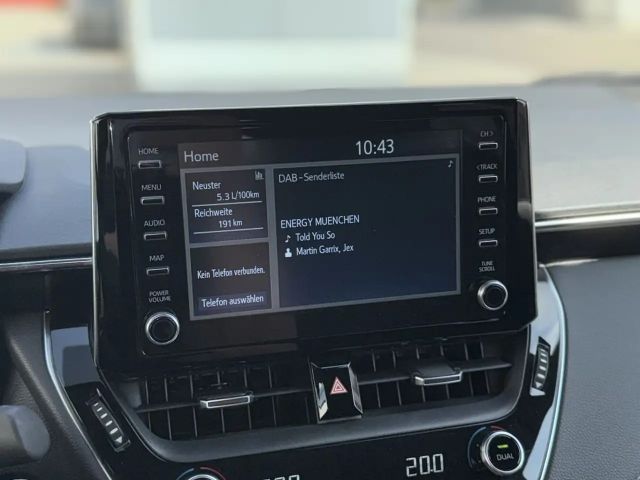 HOME
MENU
AUDIO
MAP
POWER
VOLUME
Home
10:43
Neuster
5.3 L/100km
Reichweite
191 km
Kein Telefon verbunden.
Telefon auswählen
DAB-Senderliste
ENERGY MUENCHEN
Told You So
Martin Garrix, Jex
CH >
< TRACK
PHONE
SETUP
TUNE
SCROLL
20.0
DUAL